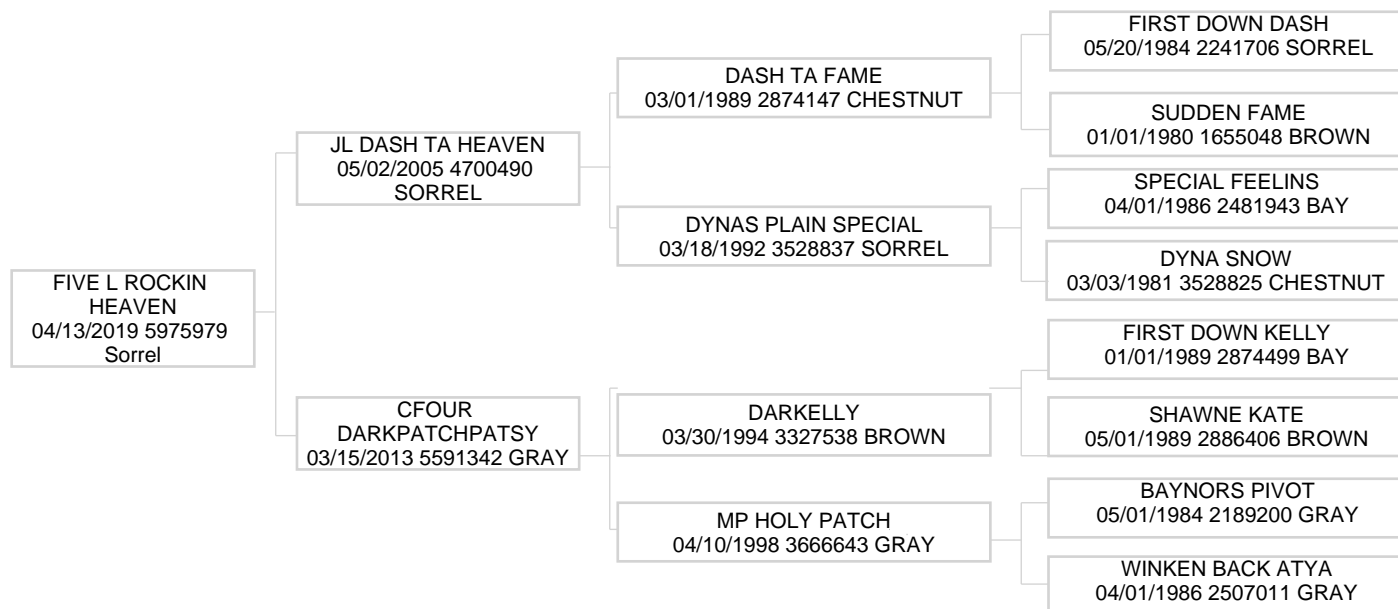 FIVE L ROCKIN
HEAVEN
04/13/2019 5975979
Sorrel
JL DASH TA HEAVEN
05/02/2005 4700490
SORREL
CFOUR
DARKPATCHPATSY
03/15/2013 5591342 GRAY
DASH TA FAME
03/01/1989 2874147 CHESTNUT
DYNAS PLAIN SPECIAL
03/18/1992 3528837 SORREL
DARKELLY
03/30/1994 3327538 BROWN
MP HOLY PATCH
04/10/1998 3666643 GRAY
FIRST DOWN DASH
05/20/1984 2241706 SORREL
SUDDEN FAME
01/01/1980 1655048 BROWN
SPECIAL FEELINS
04/01/1986 2481943 BAY
DYNA SNOW
03/03/1981 3528825 CHESTNUT
FIRST DOWN KELLY
01/01/1989 2874499 BAY
SHAWNE KATE
05/01/1989 2886406 BROWN
BAYNORS PIVOT
05/01/1984 2189200 GRAY
WINKEN BACK ATYA
04/01/1986 2507011 GRAY